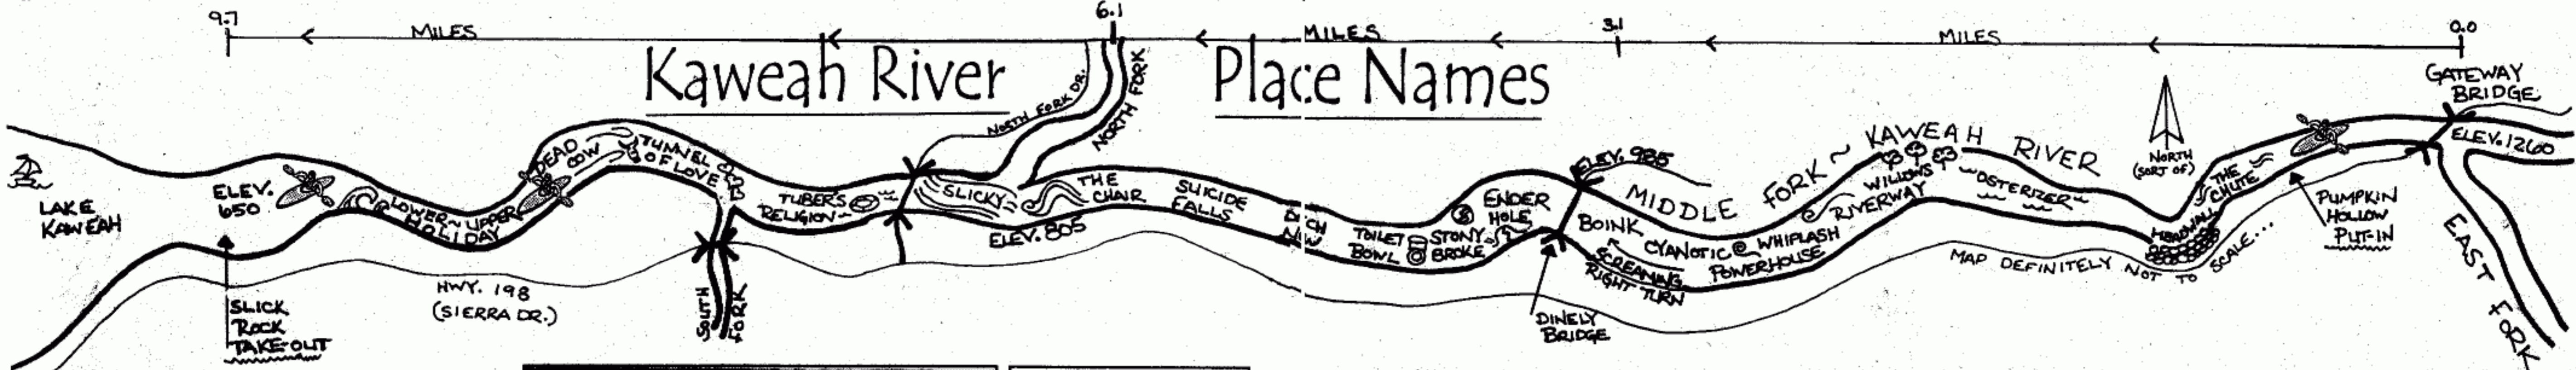 9.7
MILES
6.1
MILES
3.1
MILES
0.0
Kaweah River
Place Names
GATEWAY
BRIDGE
ELEV. 1260
EAST FORK
PUMPKIN
HOLLOW
PUT-IN
NORTH
(SORT OF)
THE
CHUTE
HEADWALL
MAP DEFINITELY NOT TO SCALE...
MIDDLE FORK ~ KAWEAH RIVER
OSTERIZER
WILLOWS
RIVERWAY
WHIPLASH
POWERHOUSE
CYANOTIC
SCREAMING
RIGHT TURN
BOINK
ELEV. 985
DINELY
BRIDGE
ENDER
HOLE
STONY
BROKE
TOILET
BOWL
SUICIDE
FALLS
THE
CHAIR
ELEV. 805
NORTH FORK
NORTH FORK DR.
SLICKY
TUBER'S
RELIGION
SOUTH
FORK
TUNNEL
OF LOVE
DEAD
COW
LOWER ~ UPPER
HOLIDAY
HWY. 198
(SIERRA DR.)
ELEV.
650
SLICK
ROCK
TAKE-OUT
LAKE
KAWEAH